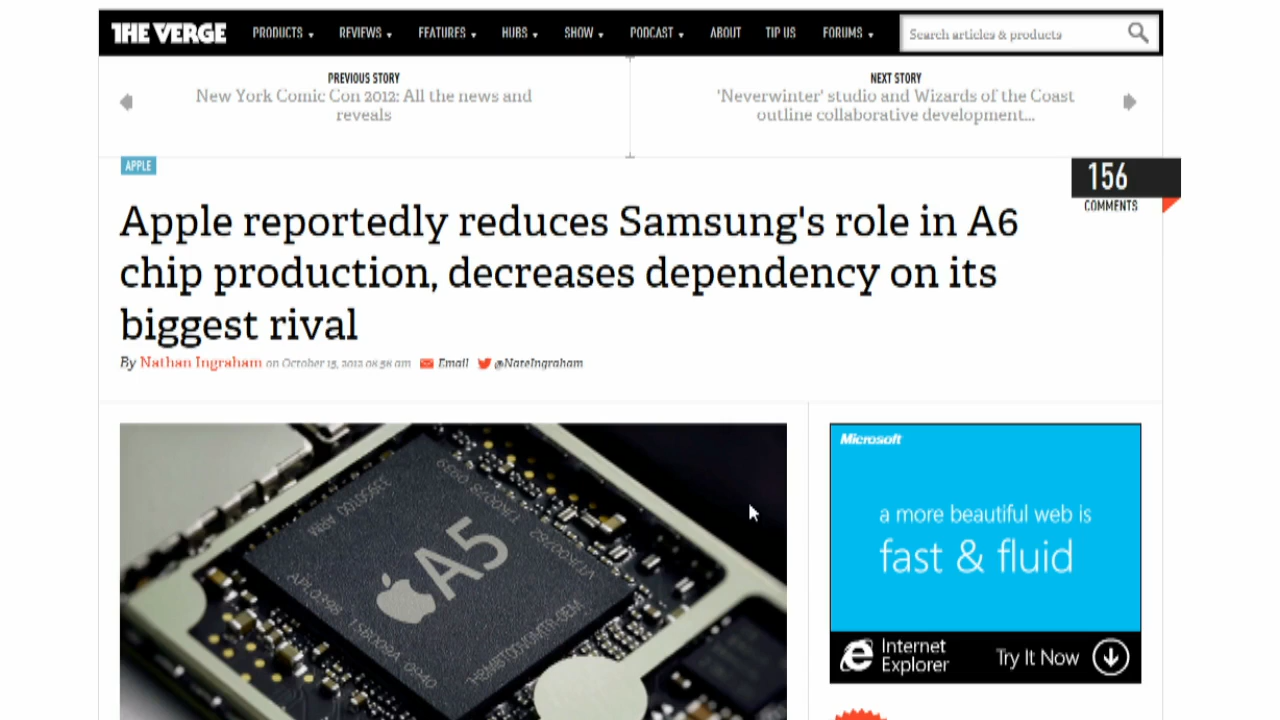 THE VERGE PRODUCTS REVIEWS FEATURES HUBS SHOW PODCAST ABOUT TIP US FORUMS Search articles & products
PREVIOUS STORY
New York Comic Con 2012: All the news and
reveals
NEXT STORY
'Neverwinter' studio and Wizards of the Coast
outline collaborative development...
APPLE
156
COMMENTS
Apple reportedly reduces Samsung's role in A6
chip production, decreases dependency on its
biggest rival
By Nathan Ingraham on October 15, 2012 08:58 am Email @NateIngraham
A5
APL0398
Microsoft
a more beautiful web is
fast & fluid
Internet
Explorer
Try It Now